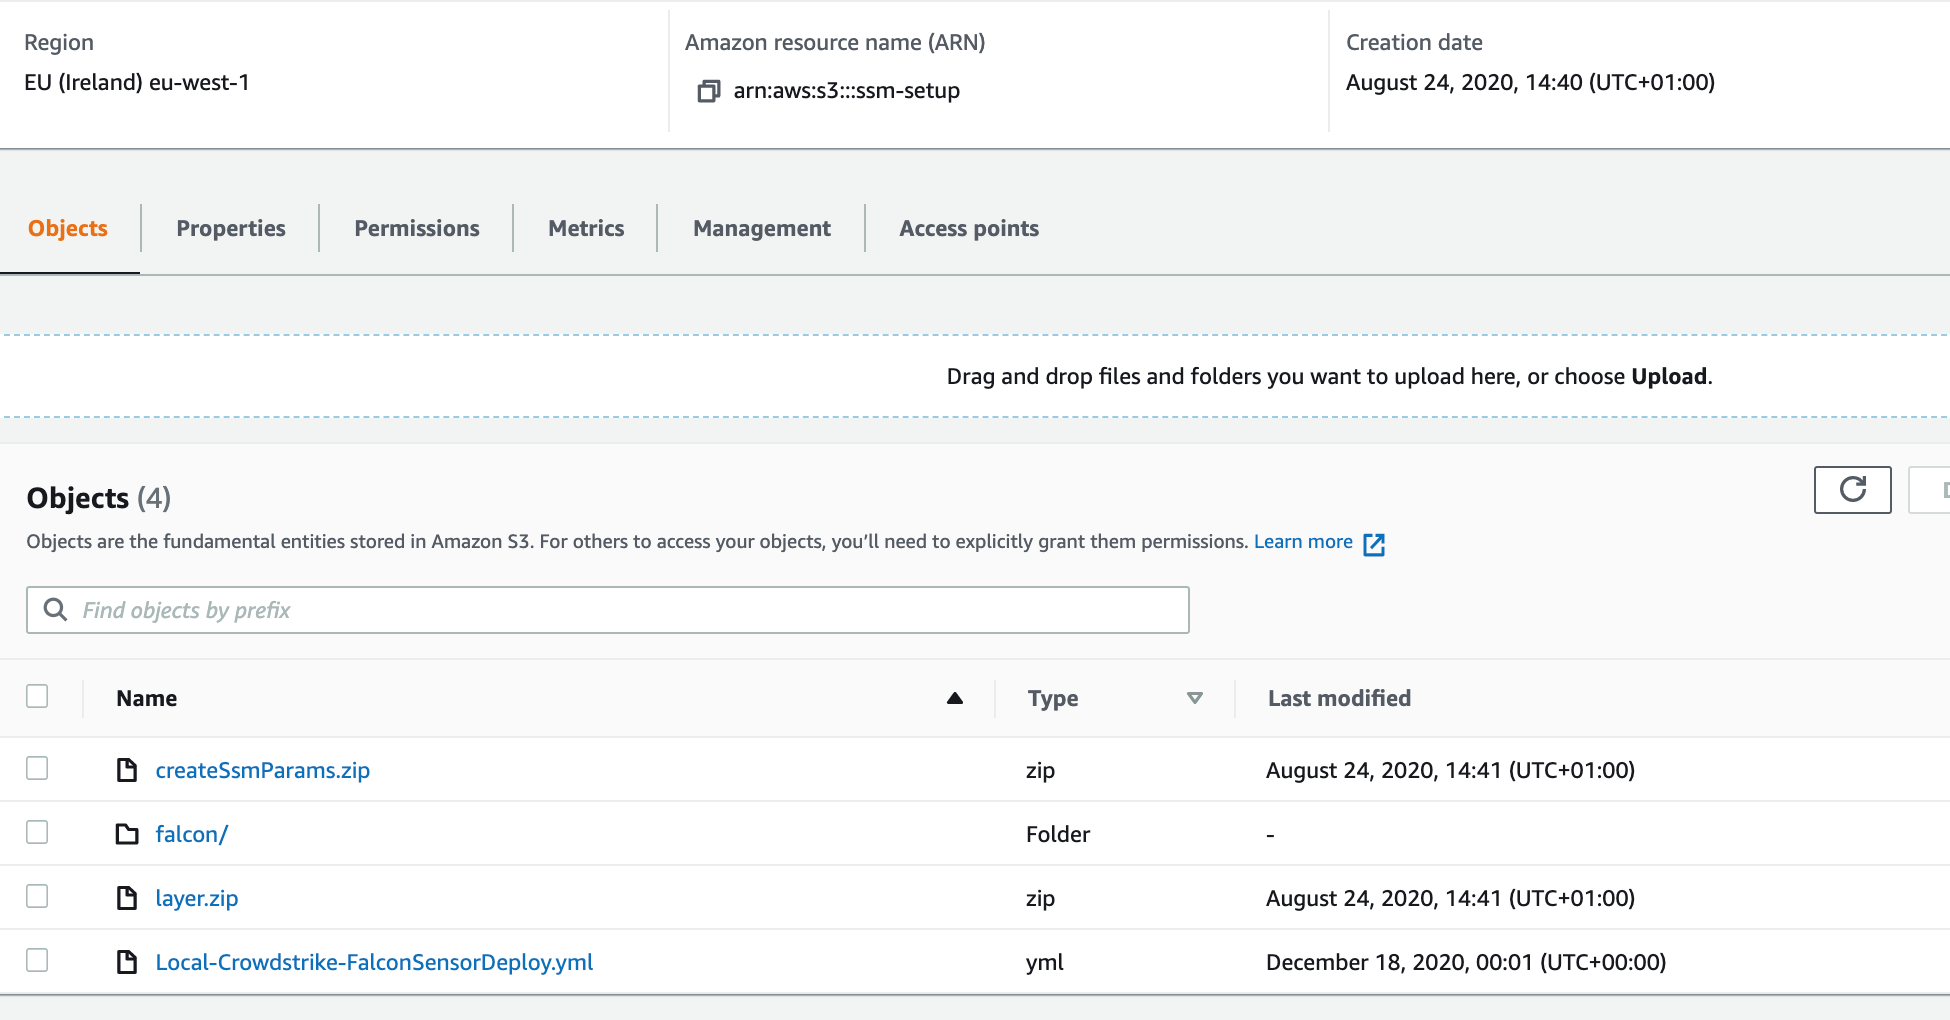 Region
EU (Ireland) eu-west-1
Amazon resource name (ARN)
arn:aws:s3:::ssm-setup
Creation date
August 24, 2020, 14:40 (UTC+01:00)
Objects
Properties
Permissions
Metrics
Management
Access points
Drag and drop files and folders you want to upload here, or choose Upload.
Objects (4)
Objects are the fundamental entities stored in Amazon S3. For others to access your objects, you’ll need to explicitly grant them permissions. Learn more
Find objects by prefix
Name Type Last modified
createSsmParams.zip zip August 24, 2020, 14:41 (UTC+01:00)
falcon/ Folder -
layer.zip zip August 24, 2020, 14:41 (UTC+01:00)
Local-Crowdstrike-FalconSensorDeploy.yml yml December 18, 2020, 00:01 (UTC+00:00)